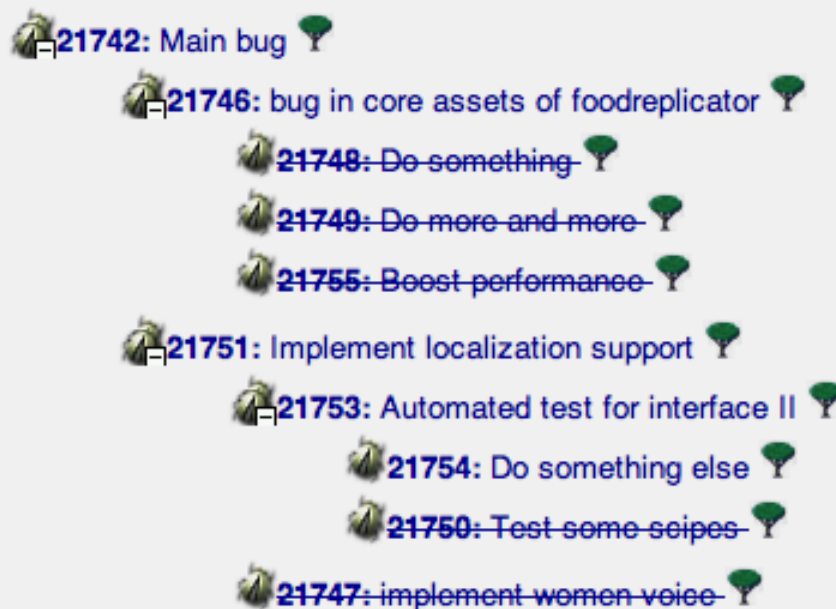 21742: Main bug
21746: bug in core assets of foodreplicator
21748: Do something
21749: Do more and more
21755: Boost performance
21751: Implement localization support
21753: Automated test for interface II
21754: Do something else
21750: Test some scipes
21747: implement women voice